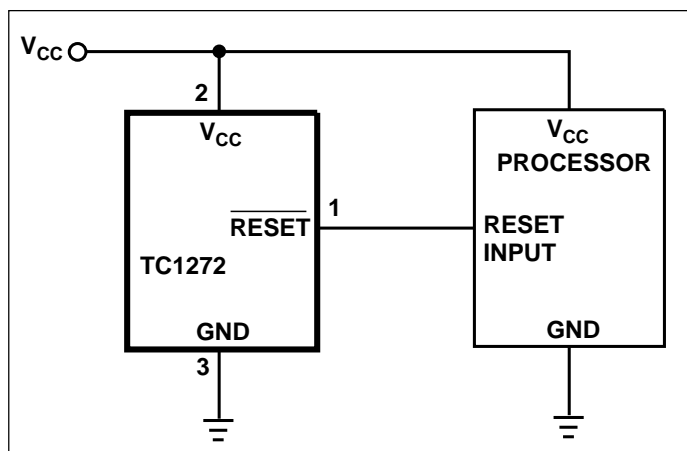 VCC
2
VCC
RESET
1
TC1272
GND
3
VCC
PROCESSOR
RESET
INPUT
GND